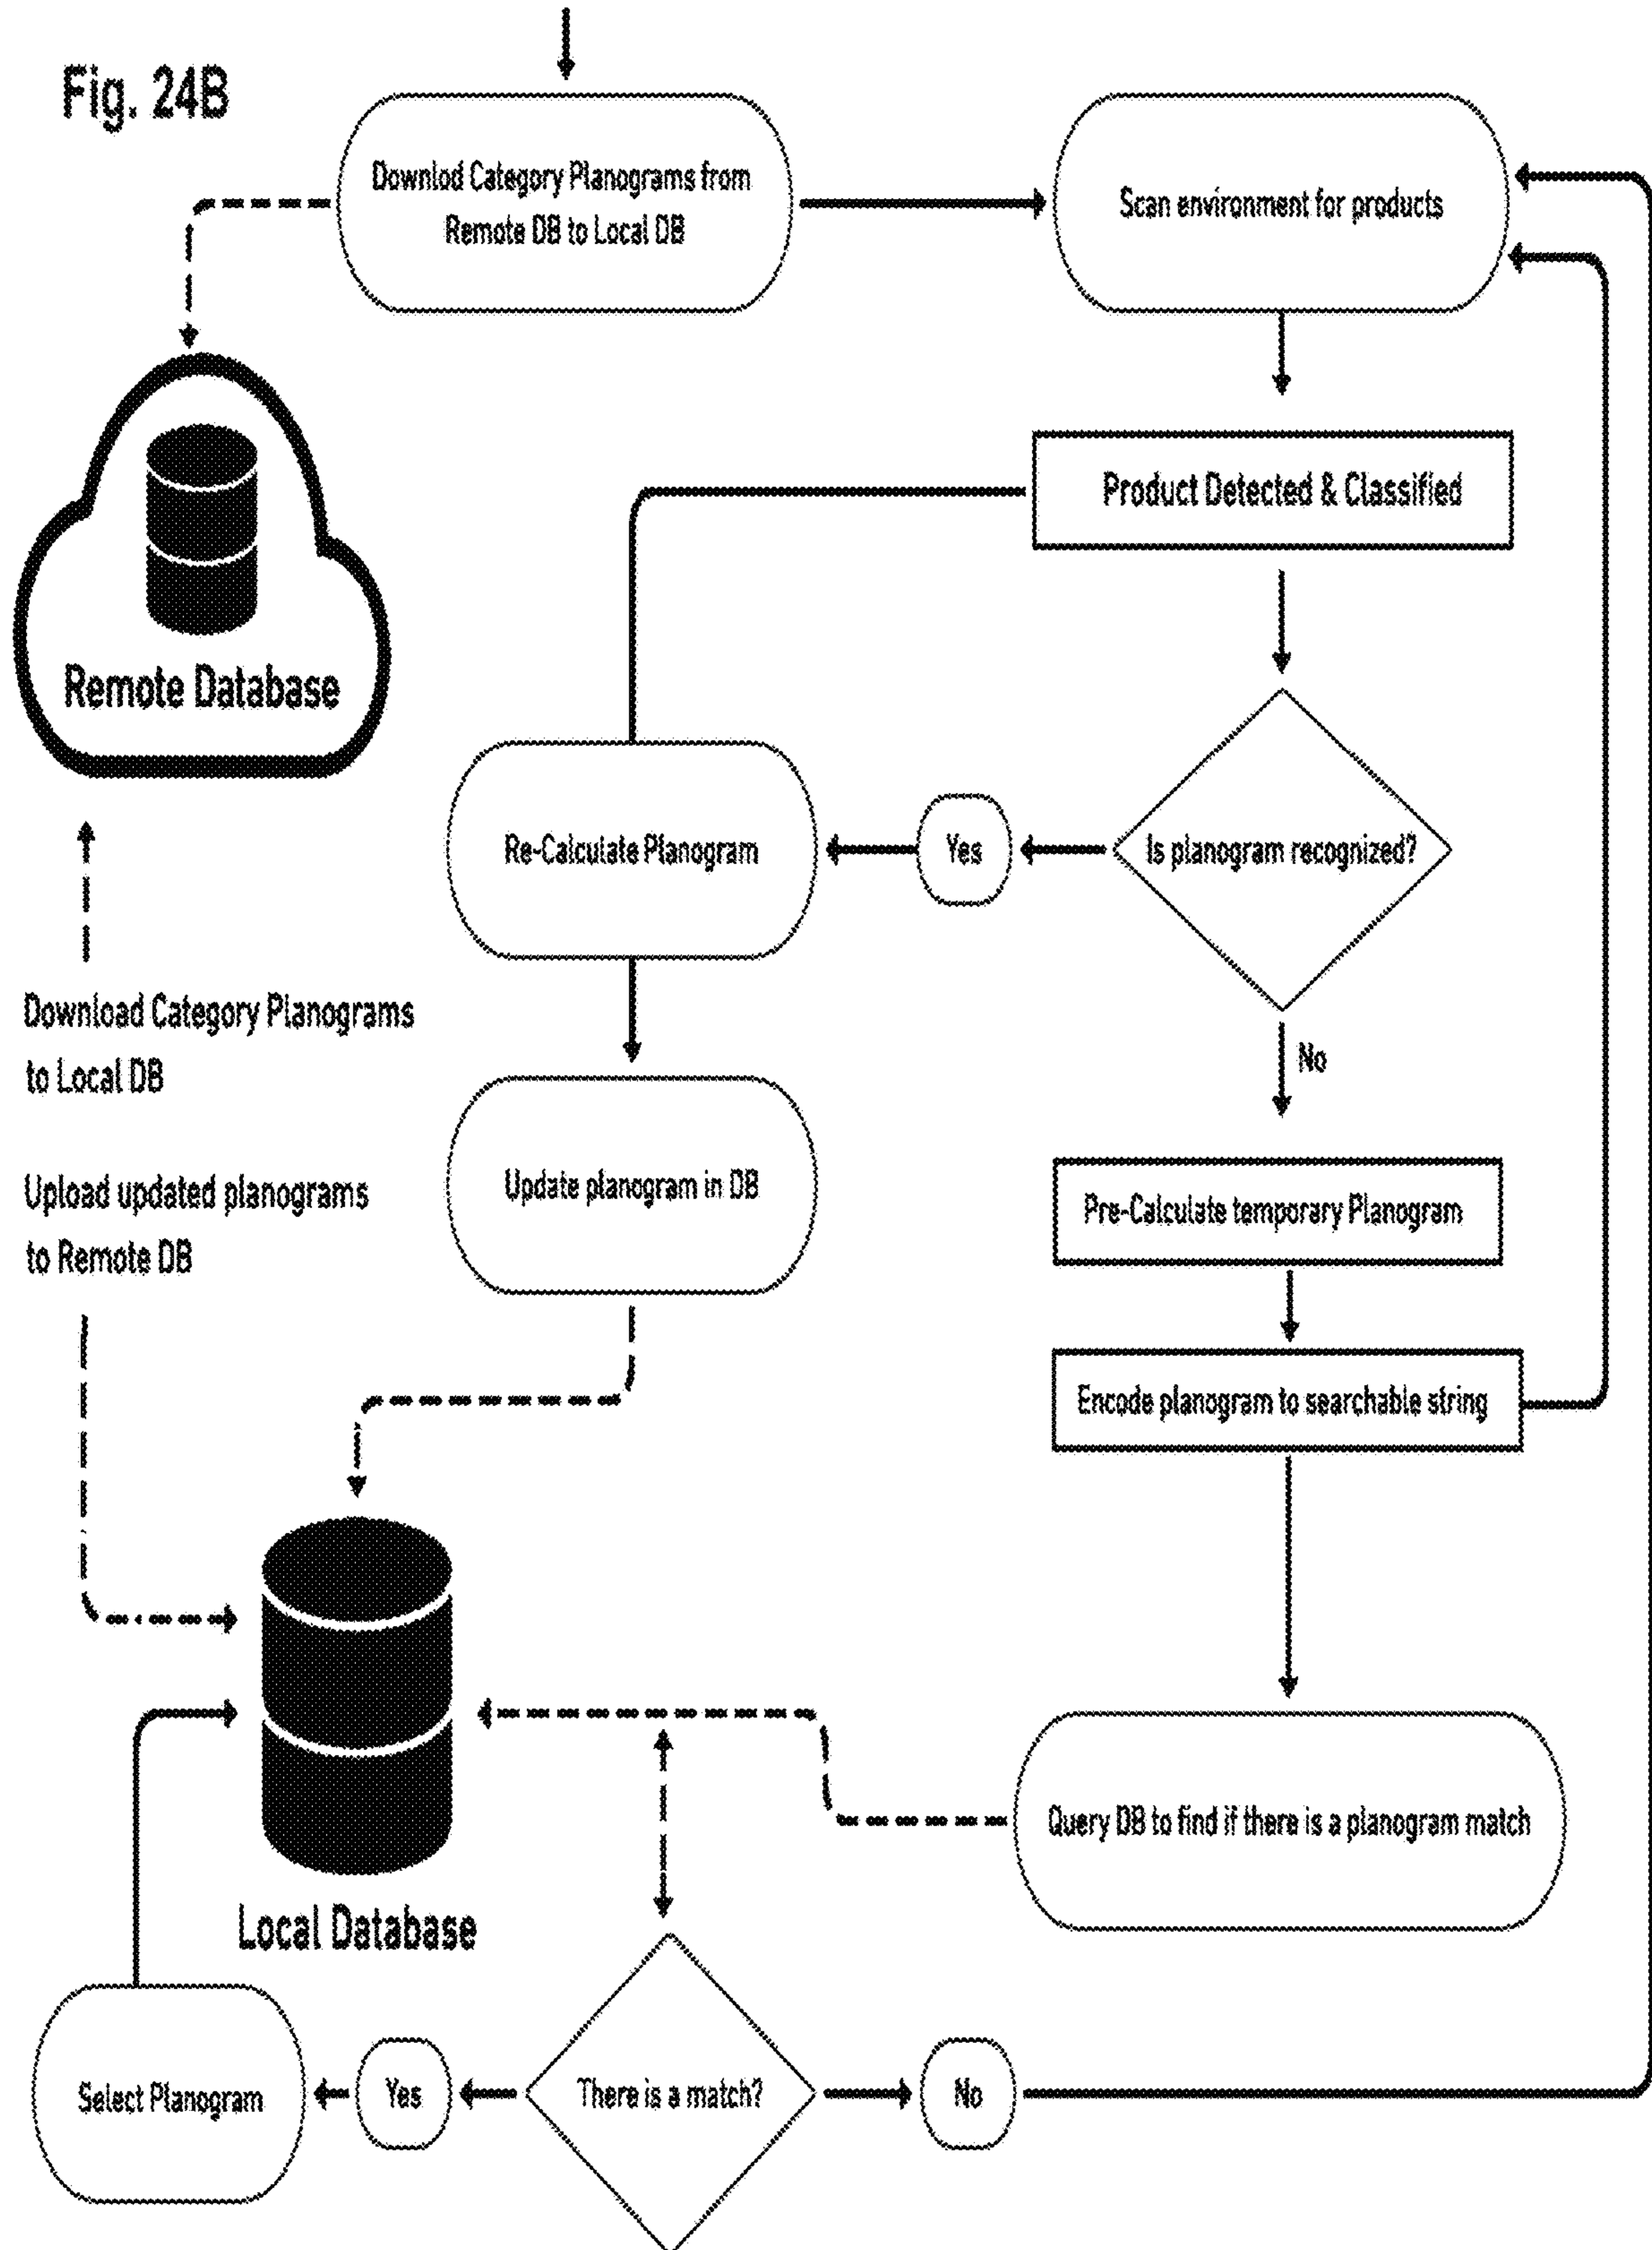 Fig. 24B
Downlod Category Planograms from
Remote DB to Local DB
Scan environment for products
Product Detected & Classified
Remote Database
Re-Calculate Planogram
Yes
Is planogram recognized?
Download Category Planograms
to Local DB
No
Upload updated planograms
to Remote DB
Update planogram in DB
Pre-Calculate temporary Planogram
Encode planogram to searchable string
Query DB to find if there is a planogram match
Local Database
Select Planogram
Yes
There is a match?
No